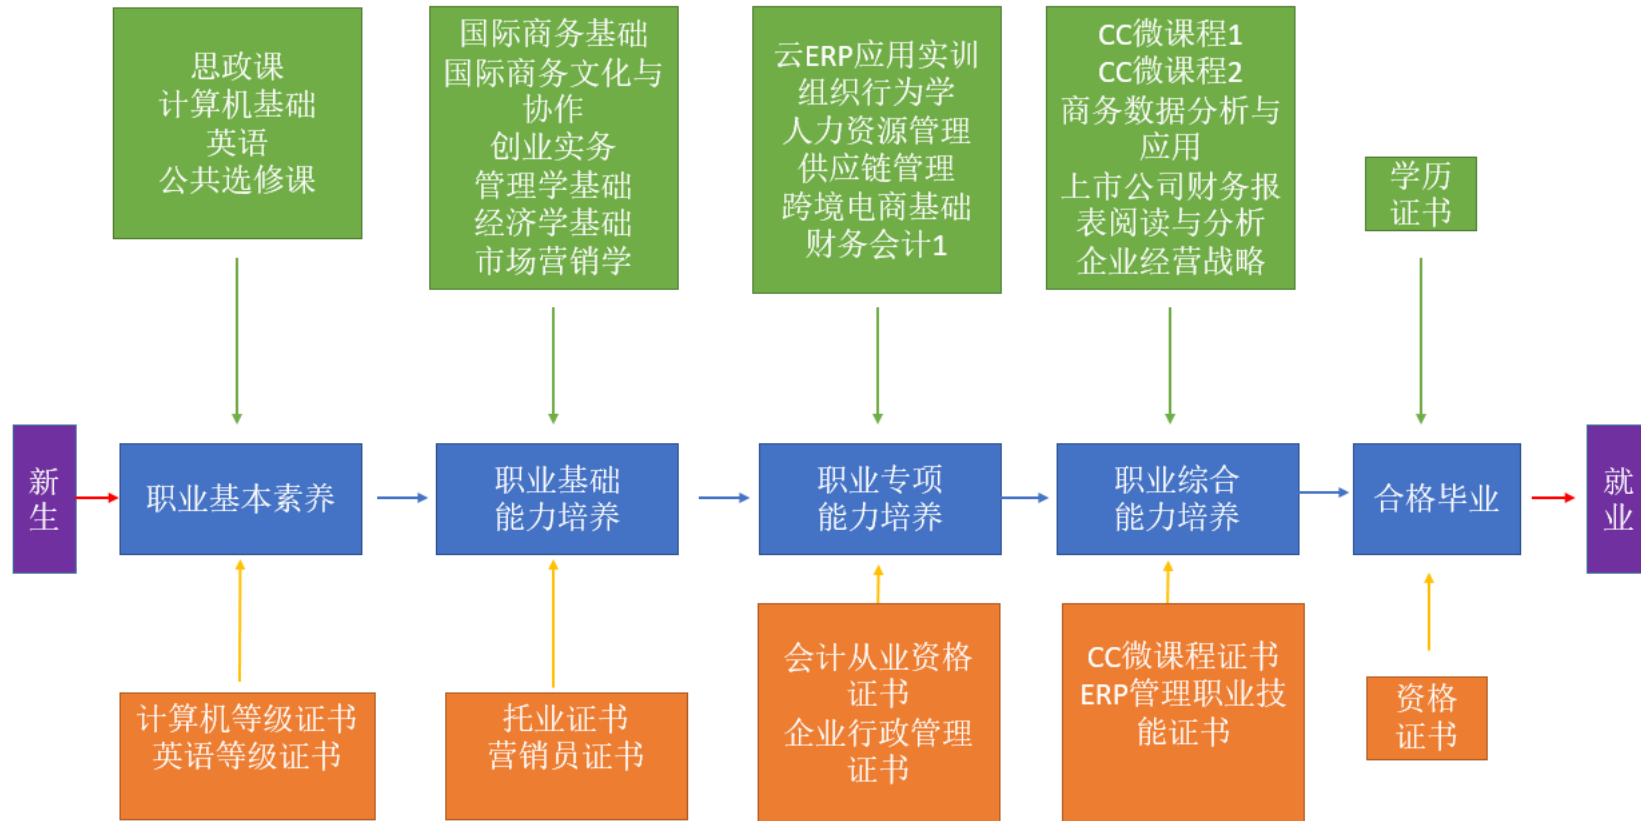 思政课
计算机基础
英语
公共选修课
国际商务基础
国际商务文化与
协作
创业实务
管理学基础
经济学基础
市场营销学
云ERP应用实训
组织行为学
人力资源管理
供应链管理
跨境电商基础
财务会计1
CC微课程1
CC微课程2
商务数据分析与
应用
上市公司财务报
表阅读与分析
企业经营战略
学历
证书
新
生
职业基本素养
职业基础
能力培养
职业专项
能力培养
职业综合
能力培养
合格毕业
就
业
计算机等级证书
英语等级证书
托业证书
营销员证书
会计从业资格
证书
企业行政管理
证书
CC微课程证书
ERP管理职业技
能证书
资格
证书